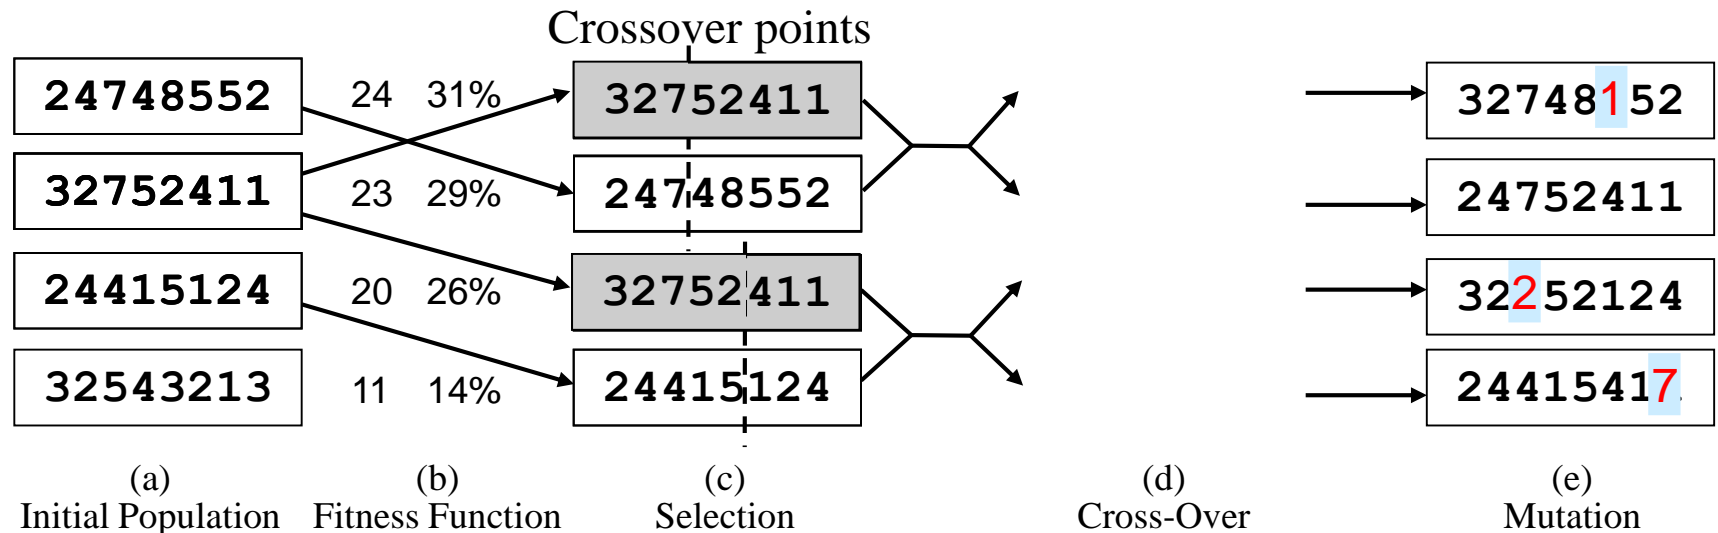 Crossover points
24748552 24 31% 32752411 32748152
32752411 23 29% 24748552 24752411
24415124 20 26% 32752411 32252124
32543213 11 14% 24415124 24415417
(a) (b) (c) (d) (e)
Initial Population Fitness Function Selection Cross-Over Mutation